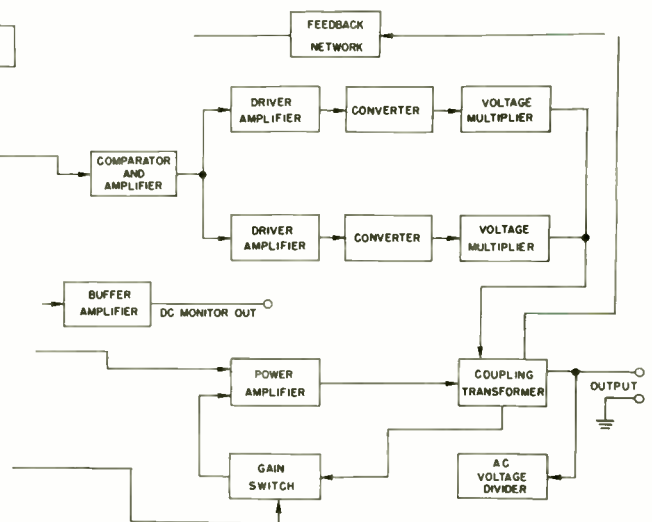 FEEDBACK
NETWORK
DRIVER
AMPLIFIER
CONVERTER
VOLTAGE
MULTIPLIER
COMPARATOR
AND
AMPLIFIER
DRIVER
AMPLIFIER
CONVERTER
VOLTAGE
MULTIPLIER
BUFFER
AMPLIFIER
DC MONITOR OUT
POWER
AMPLIFIER
COUPLING
TRANSFORMER
OUTPUT
GAIN
SWITCH
AC
VOLTAGE
DIVIDER